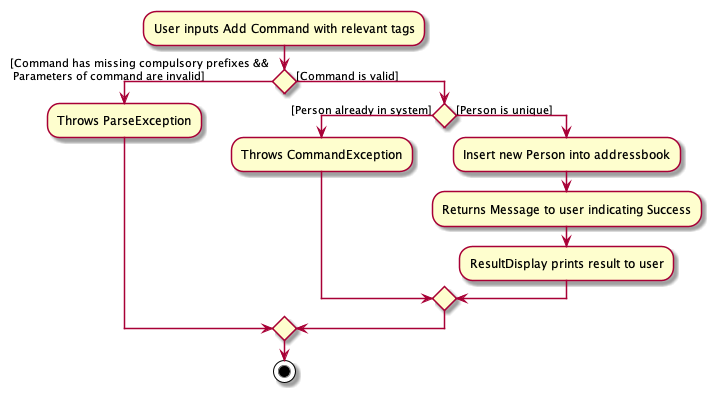 User inputs Add Command with relevant tags
[Command has missing compulsory prefixes &&
Parameters of command are invalid]
[Command is valid]
Throws ParseException
[Person already in system]
[Person is unique]
Throws CommandException
Insert new Person into addressbook
Returns Message to user indicating Success
ResultDisplay prints result to user